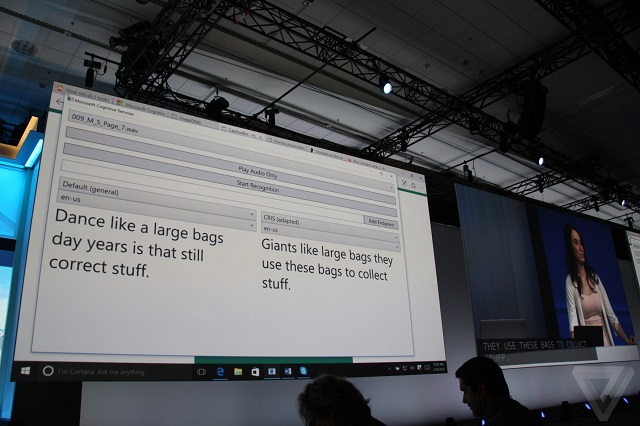 Microsoft Cognitive Services
009_M_5_Page_7.wav
Play Audio Only
Start Recognition
Default (general)
en-us
Dance like a large bags
day years is that still
correct stuff.
CRIS (adapted)
Add Endpoint
en-us
Giants like large bags they
use these bags to collect
stuff.
I'm Cortana. Ask me anything.
THEY USE THESE BAGS TO COLLECT
STUFF.